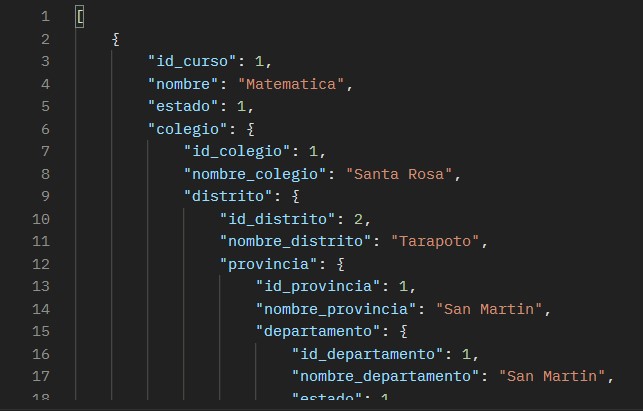 1 [
2 {
3 "id_curso": 1,
4 "nombre": "Matematica",
5 "estado": 1,
6 "colegio": {
7 "id_colegio": 1,
8 "nombre_colegio": "Santa Rosa",
9 "distrito": {
10 "id_distrito": 2,
11 "nombre_distrito": "Tarapoto",
12 "provincia": {
13 "id_provincia": 1,
14 "nombre_provincia": "San Martin",
15 "departamento": {
16 "id_departamento": 1,
17 "nombre_departamento": "San Martin",
18 "estado": 1